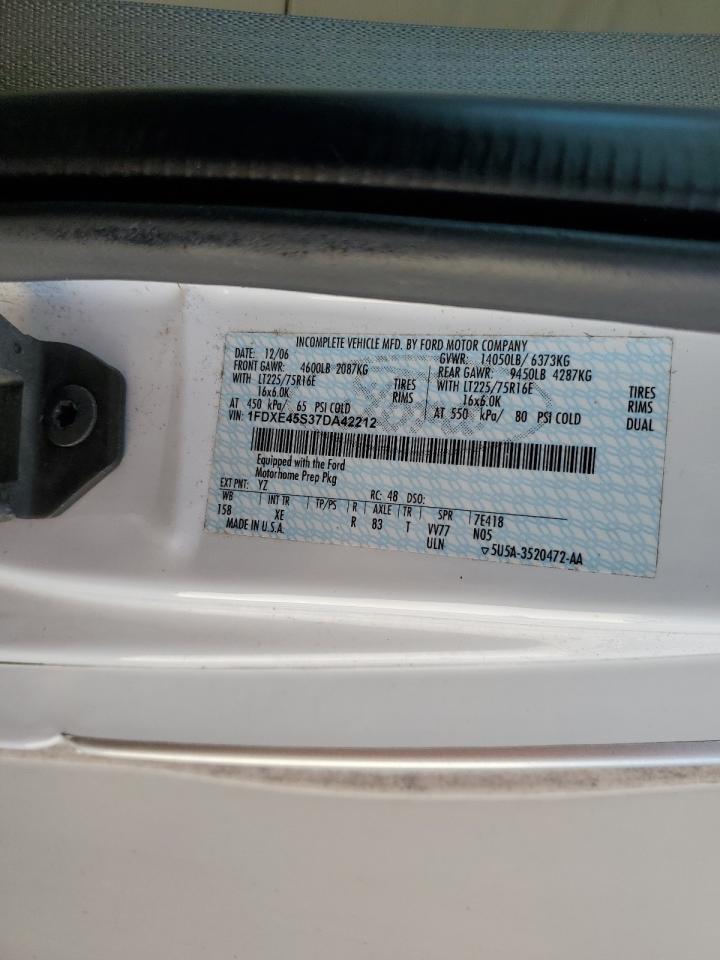 INCOMPLETE VEHICLE MFD. BY FORD MOTOR COMPANY
DATE: 12/06 GVWR: 14050LB/ 6373KG
FRONT GAWR: 4600LB 2087KG REAR GAWR: 9450LB 4287KG
WITH LT225/75R16E TIRES WITH LT225/75R16E TIRES
16x6.0K RIMS 16x6.0K RIMS
AT 450 kPa/ 65 PSI COLD AT 550 kPa/ 80 PSI COLD DUAL
VIN: 1FDXE45S37DA42212
Equipped with the Ford
Motorhome Prep Pkg
EXT PNT: YZ RC: 48 DSO:
WB INT TR TP/PS R AXLE TR SPR 7E418
158 XE R 83 T VV77 N05
MADE IN U.S.A. ULN ▽5U5A-3520472-AA